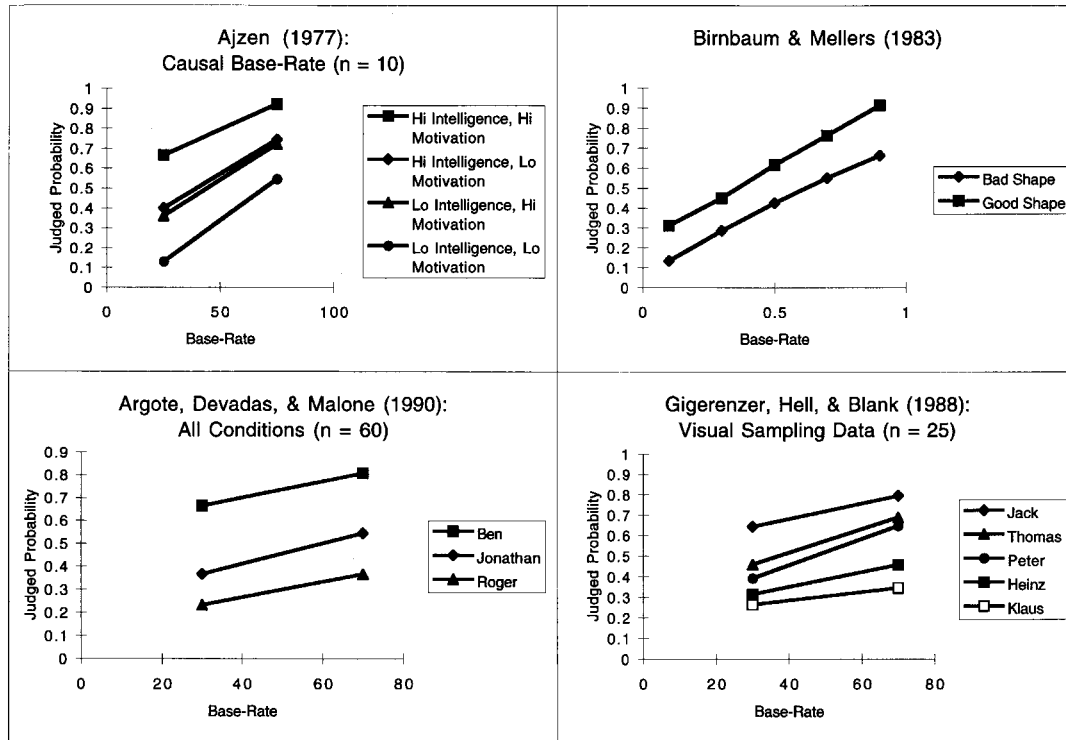 Ajzen (1977):
Causal Base-Rate (n = 10)
Judged Probability
1
0.9
0.8
0.7
0.6
0.5
0.4
0.3
0.2
0.1
0
0 50 100
Base-Rate
Hi Intelligence, Hi
Motivation
Hi Intelligence, Lo
Motivation
Lo Intelligence, Hi
Motivation
Lo Intelligence, Lo
Motivation
Birnbaum & Mellers (1983)
Judged Probability
1
0.9
0.8
0.7
0.6
0.5
0.4
0.3
0.2
0.1
0
0 0.5 1
Base-Rate
Bad Shape
Good Shape
Argote, Devadas, & Malone (1990):
All Conditions (n = 60)
Judged Probability
0.9
0.8
0.7
0.6
0.5
0.4
0.3
0.2
0.1
0
0 20 40 60 80
Base-Rate
Ben
Jonathan
Roger
Gigerenzer, Hell, & Blank (1988):
Visual Sampling Data (n = 25)
Judged Probability
1
0.9
0.8
0.7
0.6
0.5
0.4
0.3
0.2
0.1
0
0 20 40 60 80
Base-Rate
Jack
Thomas
Peter
Heinz
Klaus